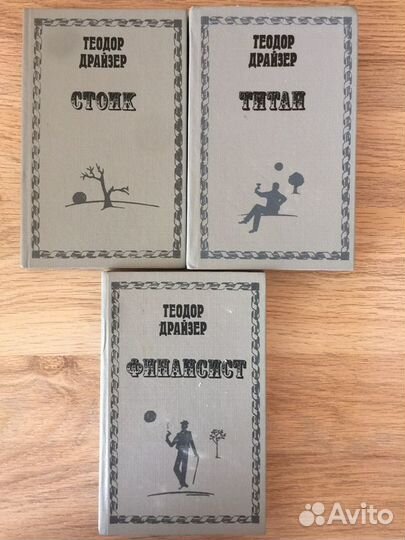 ТЕОДОР
ДРАЙЗЕР
СТОИК
ТЕОДОР
ДРАЙЗЕР
ТИТАН
ТЕОДОР
ДРАЙЗЕР
ФИНАНСИСТ
Avito